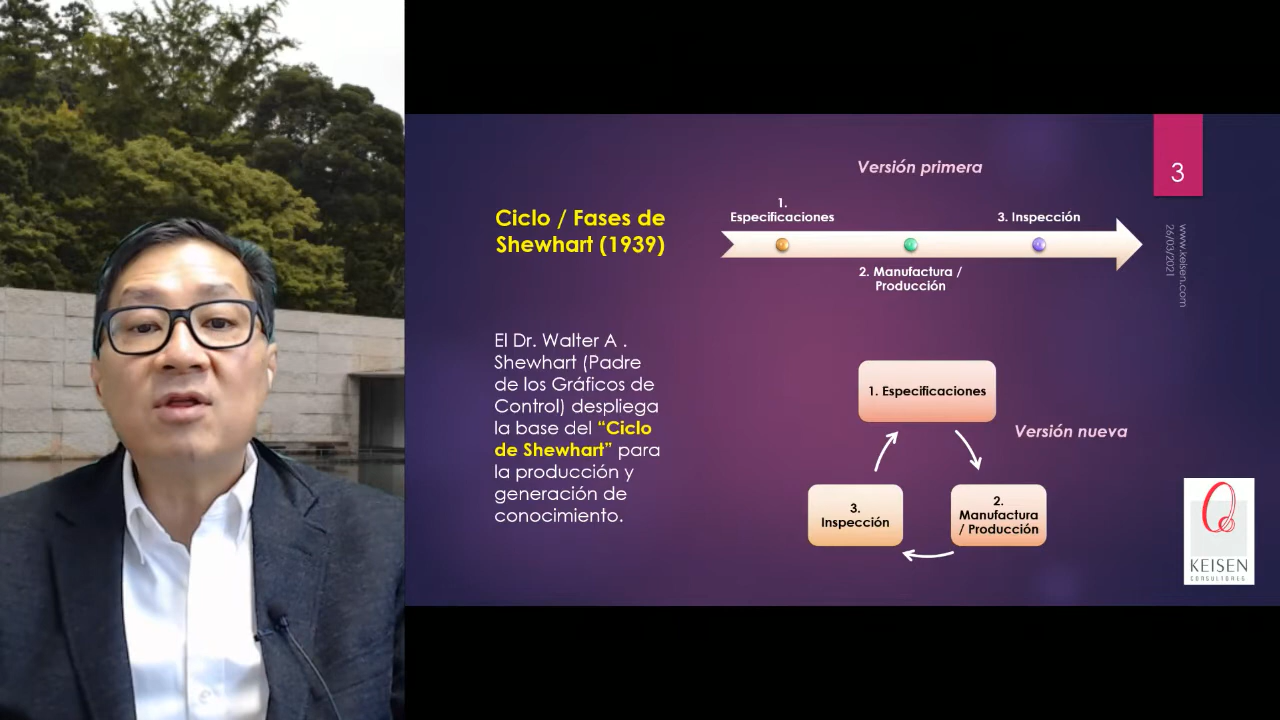 Ciclo / Fases de
Shewhart (1939)
El Dr. Walter A .
Shewhart (Padre
de los Gráficos de
Control) despliega
la base del “Ciclo
de Shewhart” para
la producción y
generación de
conocimiento.
Versión primera
1.
Especificaciones
2. Manufactura /
Producción
3. Inspección
Versión nueva
1. Especificaciones
2.
Manufactura
/ Producción
3.
Inspección
3
www.keisen.com
26/03/2021
KEISEN
CONSULTORES